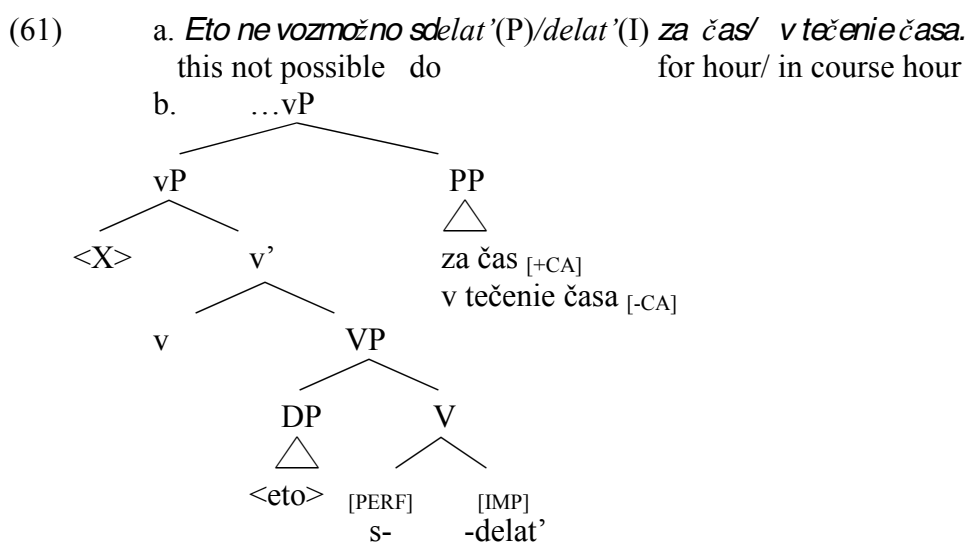 (61) a. Eto ne vozmožno sdelat’(P)/delat’(I) za čas/ v tečenie časa.
this not possible do for hour/ in course hour
b. …vP
vP PP
<X> v’ za čas [+CA]
v tečenie časa [-CA]
v VP
DP V
<eto> [PERF] [IMP]
s- -delat’